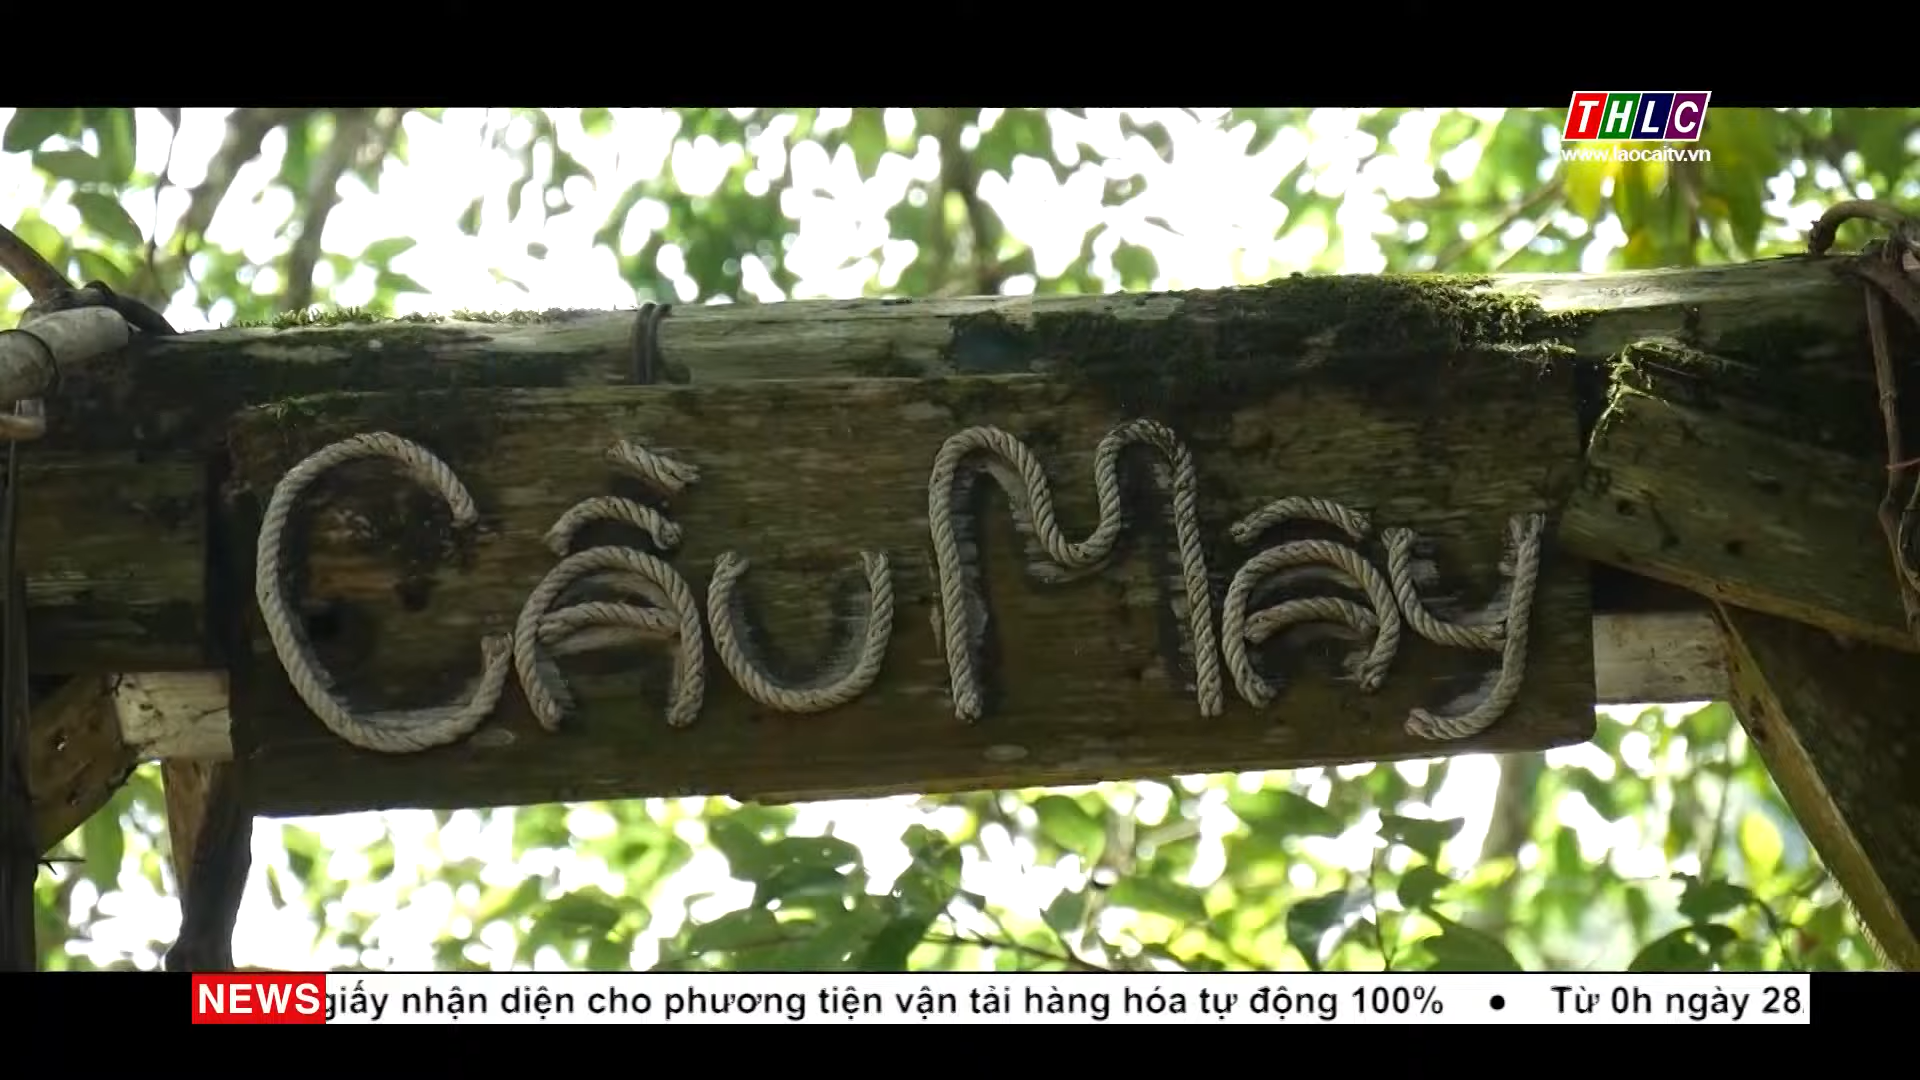 THLC
www.laocaitv.vn
Cầu Mây
NEWS giấy nhận diện cho phương tiện vận tải hàng hóa tự động 100% • Từ 0h ngày 28